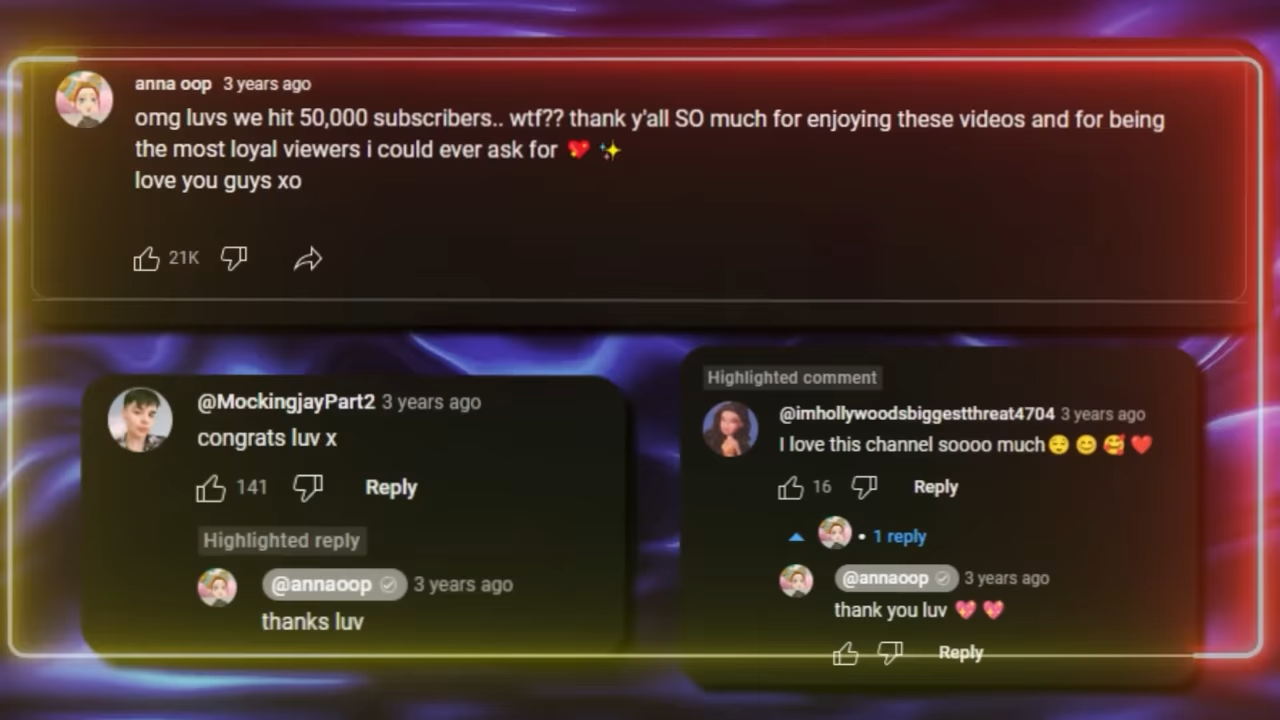 anna oop 3 years ago
omg luvs we hit 50,000 subscribers.. wtf?? thank y'all SO much for enjoying these videos and for being
the most loyal viewers i could ever ask for 💖 ✨
love you guys xo
21K
@MockingjayPart2 3 years ago
congrats luv x
141 Reply
Highlighted reply
@annaoop 3 years ago
thanks luv
Highlighted comment
@imhollywoodsbiggestthreat4704 3 years ago
I love this channel soooo much😌 😊 🥰 ❤️
16 Reply
• 1 reply
@annaoop 3 years ago
thank you luv 💖 💖
Reply